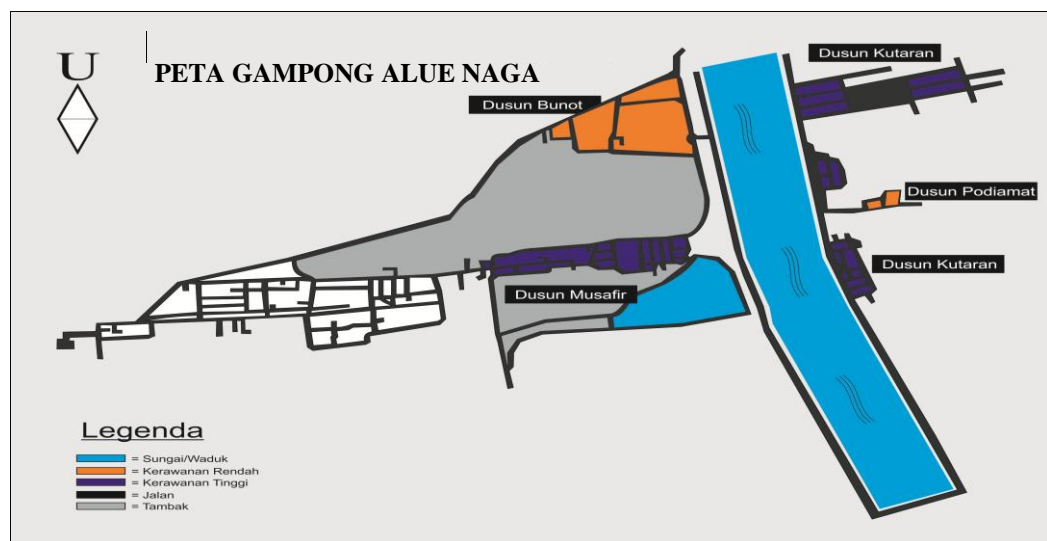 U
PETA GAMPONG ALUE NAGA
Dusun Kutaran
Dusun Bunot
Dusun Podiamat
Dusun Kutaran
Dusun Musafir
Legenda
= Sungai/Waduk
= Kerawanan Rendah
= Kerawanan Tinggi
= Jalan
= Tambak